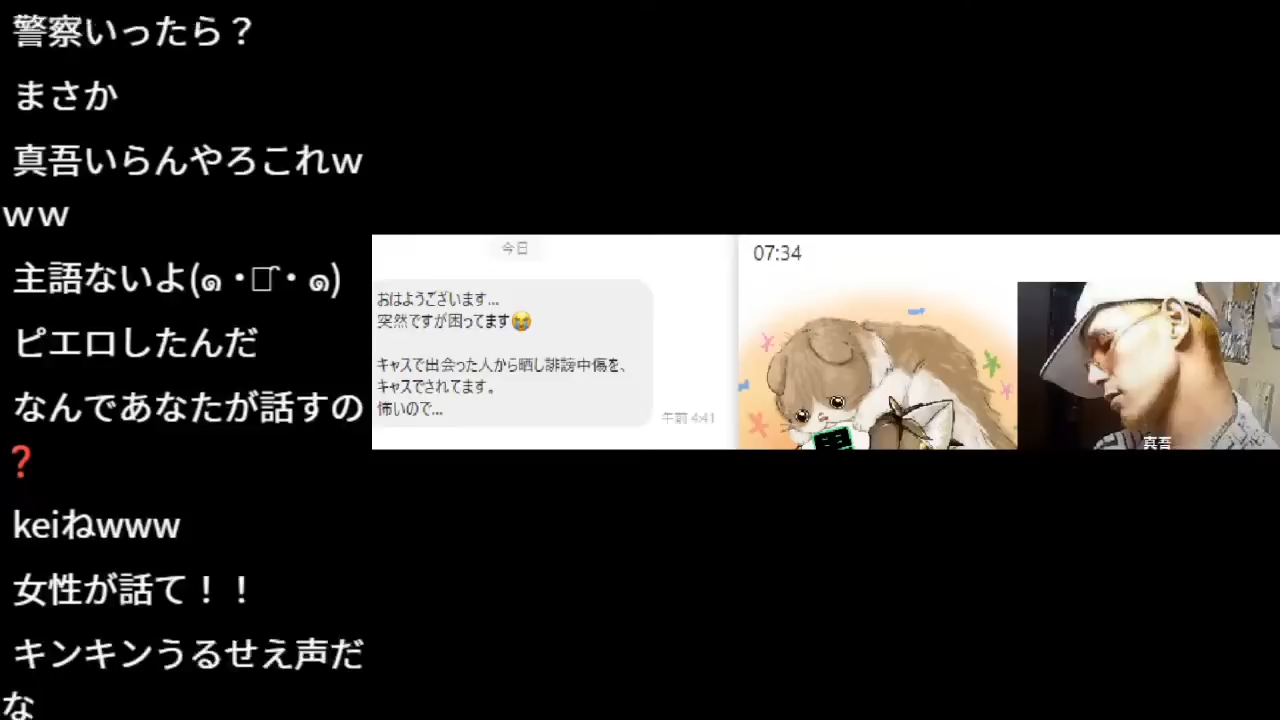 警察いったら？
まさか
真吾いらんやろこれｗ
ｗｗ
主語ないよ(๑・̑◡・̑๑)
ピエロしたんだ
なんであなたが話すの
❓
keiねwww
女性が話て！！
キンキンうるせえ声だ
な
今日
おはようございます...
突然ですが困ってます😭
キャスで出会った人から晒し誹謗中傷を、
キャスでされてます。
怖いので...
午前 4:41
07:34
真吾